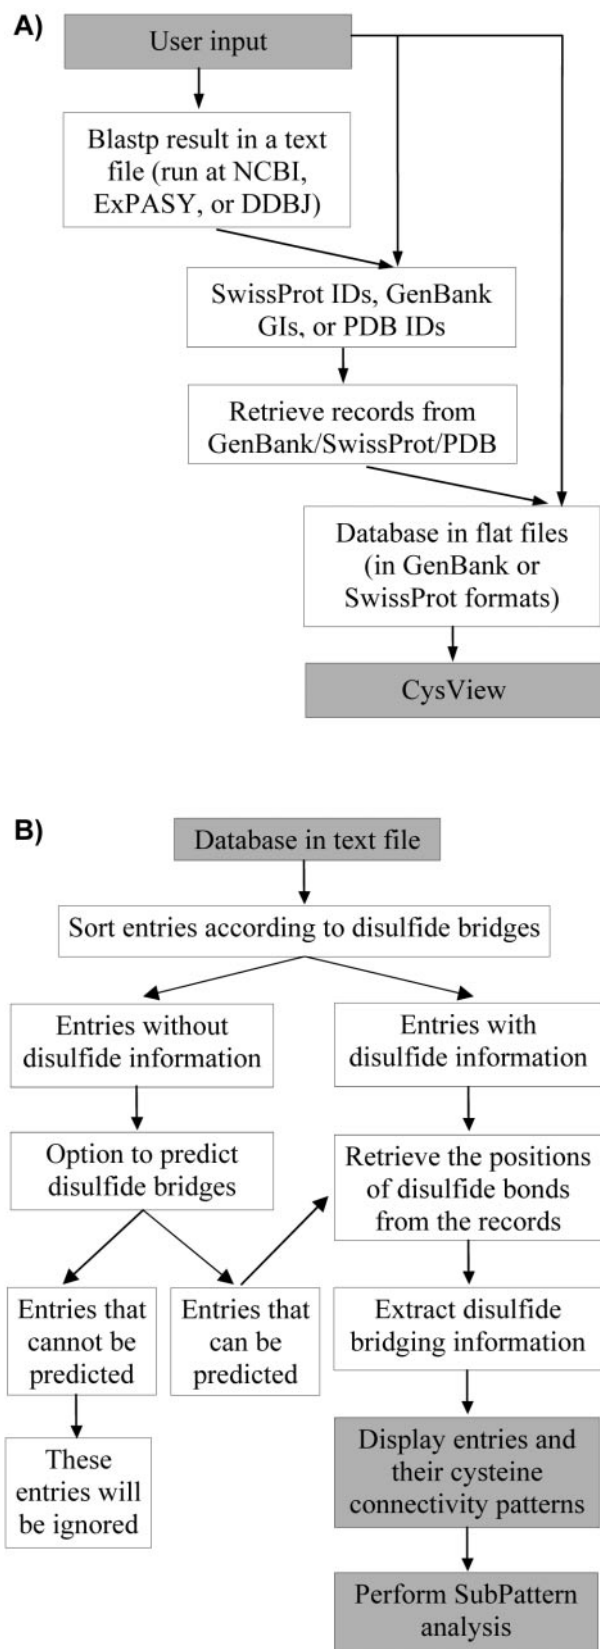 A)
User input
Blastp result in a text
file (run at NCBI,
ExPASY, or DDBJ)
SwissProt IDs, GenBank
GIs, or PDB IDs
Retrieve records from
GenBank/SwissProt/PDB
Database in flat files
(in GenBank or
SwissProt formats)
CysView
B)
Database in text file
Sort entries according to disulfide bridges
Entries without
disulfide information
Entries with
disulfide information
Option to predict
disulfide bridges
Retrieve the positions
of disulfide bonds
from the records
Entries that
cannot be
predicted
Entries that
can be
predicted
Extract disulfide
bridging information
These
entries will
be ignored
Display entries and
their cysteine
connectivity patterns
Perform SubPattern
analysis